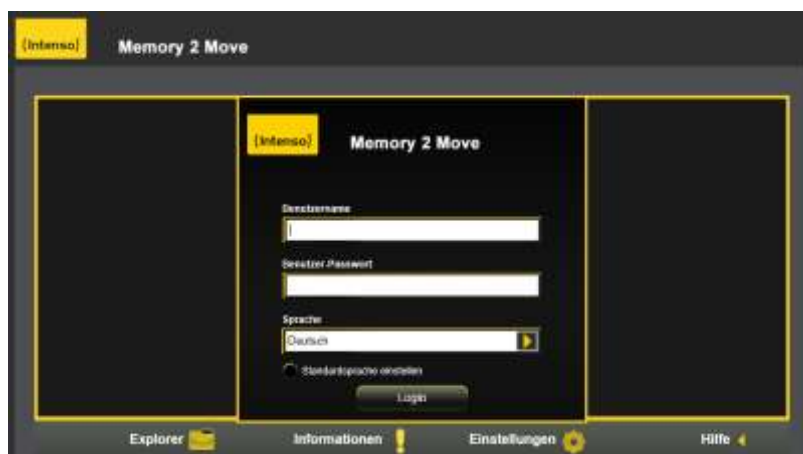 (Intenso)
Memory 2 Move
(Intenso)
Memory 2 Move
Benutzername
Benutzer-Passwort
Sprache
Deutsch
Standardsprache einstellen
Login
Explorer
Informationen
Einstellungen
Hilfe